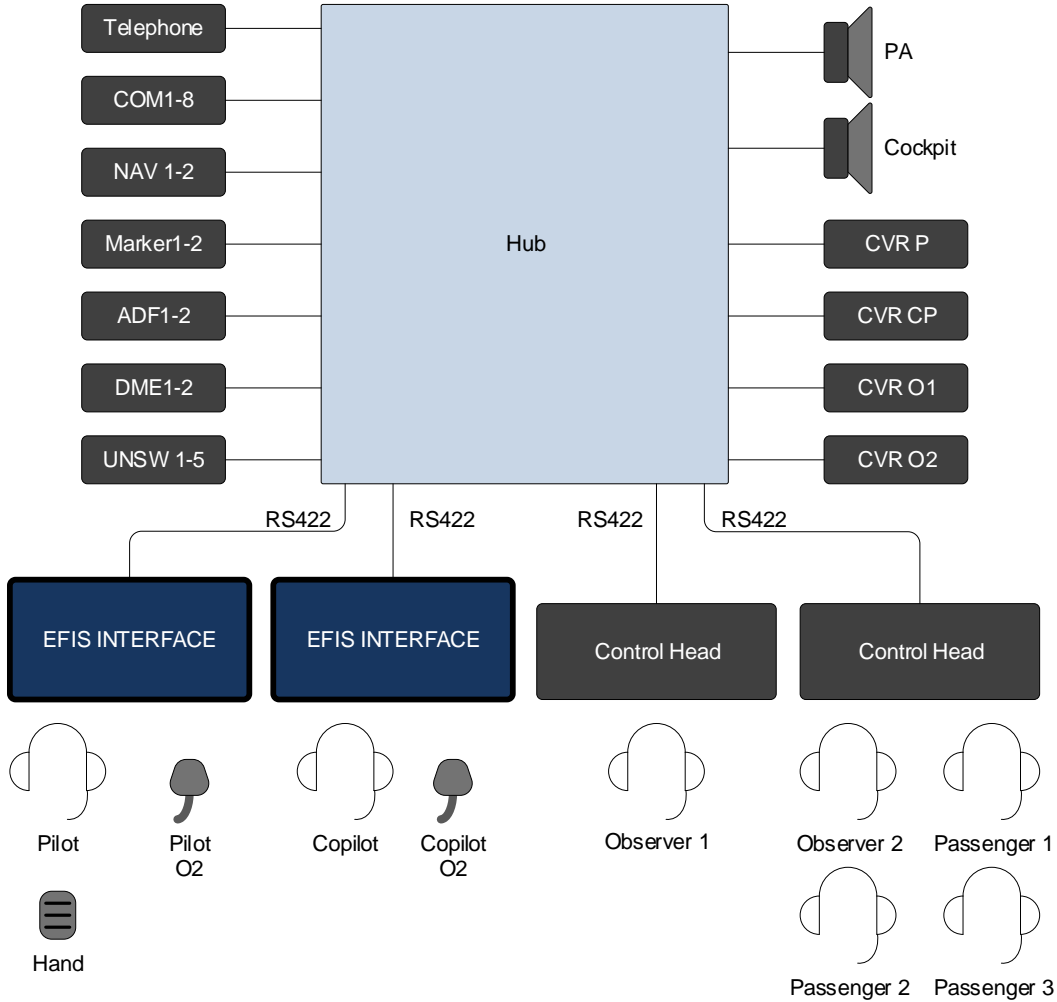 Telephone
COM1-8
NAV 1-2
Marker1-2
ADF1-2
DME1-2
UNSW 1-5
Hub
PA
Cockpit
CVR P
CVR CP
CVR O1
CVR O2
RS422
RS422
RS422
RS422
EFIS INTERFACE
EFIS INTERFACE
Control Head
Control Head
Pilot
Pilot
O2
Copilot
Copilot
O2
Observer 1
Observer 2
Passenger 1
Hand
Passenger 2
Passenger 3